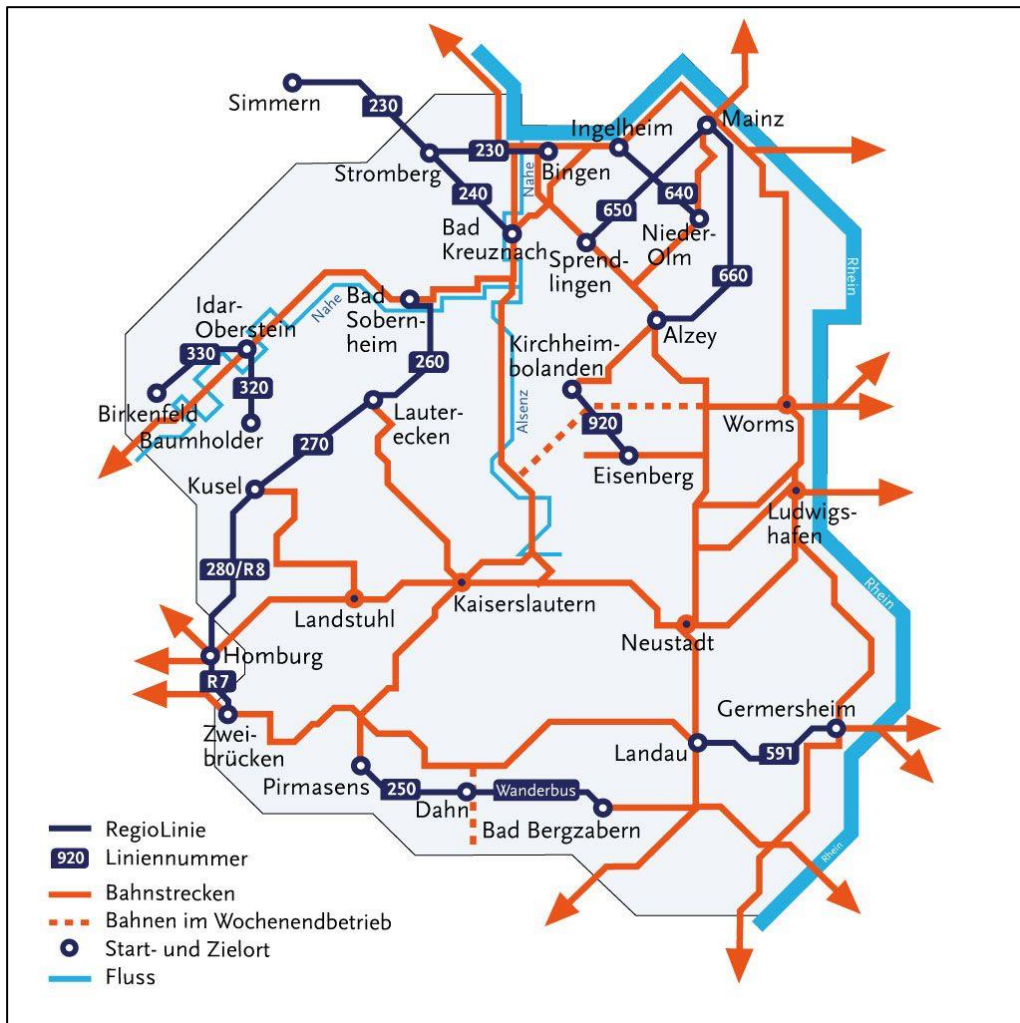 Simmern
230
Stromberg
230
Bingen
Ingelheim
Mainz
240
Nahe
640
650
Bad
Kreuznach
Sprend-
lingen
Nieder-
Olm
660
Rhein
Idar-
Oberstein
Nahe
Bad
Sobern-
heim
Alzey
Kirchheim-
bolanden
330
320
260
Birkenfeld
Baumholder
Lauter-
ecken
Alsenz
920
Worms
270
Eisenberg
Kusel
Ludwigs-
hafen
280/R8
Landstuhl
Kaiserslautern
Rhein
Neustadt
Homburg
R7
Zwei-
brücken
Germersheim
Landau
591
Pirmasens
250
Dahn
Wanderbus
Bad Bergzabern
Rhein
RegioLinie
920
Liniennummer
Bahnstrecken
Bahnen im Wochenendbetrieb
Start- und Zielort
Fluss